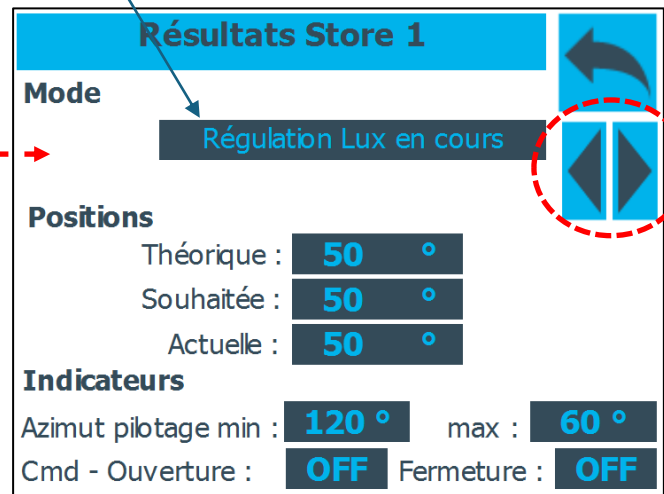 Résultats Store 1
Mode
Régulation Lux en cours
Positions
Théorique : 50 °
Souhaitée : 50 °
Actuelle : 50 °
Indicateurs
Azimut pilotage min : 120 ° max : 60 °
Cmd - Ouverture : OFF Fermeture : OFF